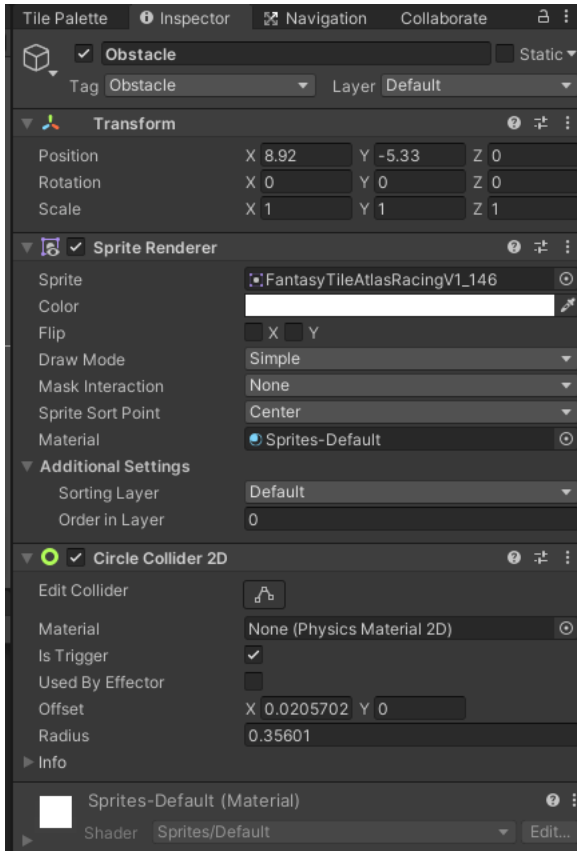 Tile Palette Inspector Navigation Collaborate
Obstacle Static
Tag Obstacle Layer Default
Transform
Position X 8.92 Y -5.33 Z 0
Rotation X 0 Y 0 Z 0
Scale X 1 Y 1 Z 1
Sprite Renderer
Sprite FantasyTileAtlasRacingV1_146
Color
Flip X Y
Draw Mode Simple
Mask Interaction None
Sprite Sort Point Center
Material Sprites-Default
Additional Settings
Sorting Layer Default
Order in Layer 0
Circle Collider 2D
Edit Collider
Material None (Physics Material 2D)
Is Trigger
Used By Effector
Offset X 0.0205702 Y 0
Radius 0.35601
Info
Sprites-Default (Material)
Shader Sprites/Default Edit...